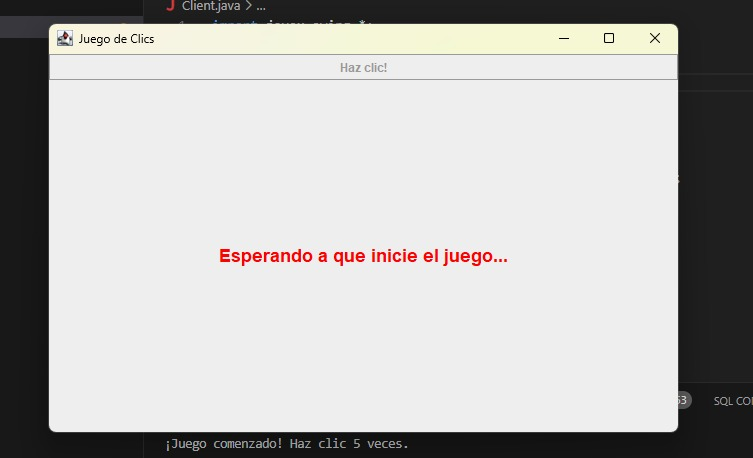 Client.java > ...
Juego de Clics
Haz clic!
Esperando a que inicie el juego...
63
SQL CO
¡Juego comenzado! Haz clic 5 veces.